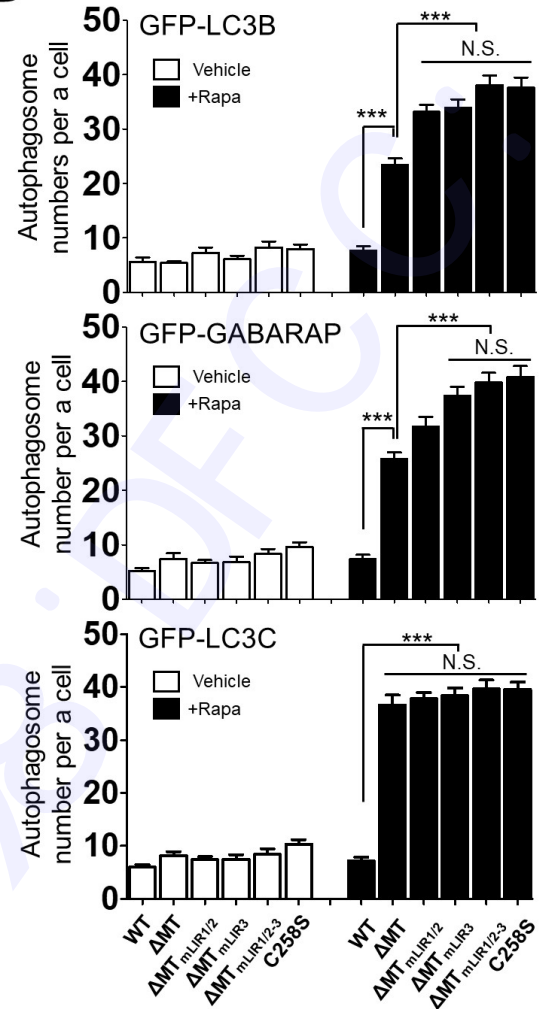 50
GFP-LC3B
***
N.S.
Vehicle
+Rapa
40
***
30
20
10
0
Autophagosome
numbers per a cell
50
GFP-GABARAP
***
N.S.
Vehicle
+Rapa
40
***
30
20
10
0
Autophagosome
number per a cell
50
GFP-LC3C
***
N.S.
Vehicle
+Rapa
40
30
20
10
0
Autophagosome
number per a cell
WT
ΔMT
ΔMT mLIR1/2
ΔMT mLIR3
ΔMT mLIR1/2-3
C258S
WT
ΔMT
ΔMT mLIR1/2
ΔMT mLIR3
ΔMT mLIR1/2-3
C258S